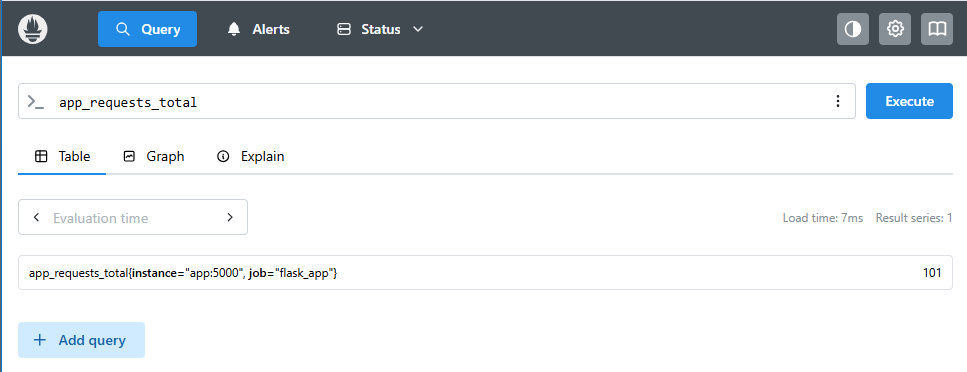 Query Alerts Status
>_ app_requests_total Execute
Table Graph Explain
Evaluation time Load time: 7ms Result series: 1
app_requests_total{instance="app:5000", job="flask_app"} 101
+ Add query